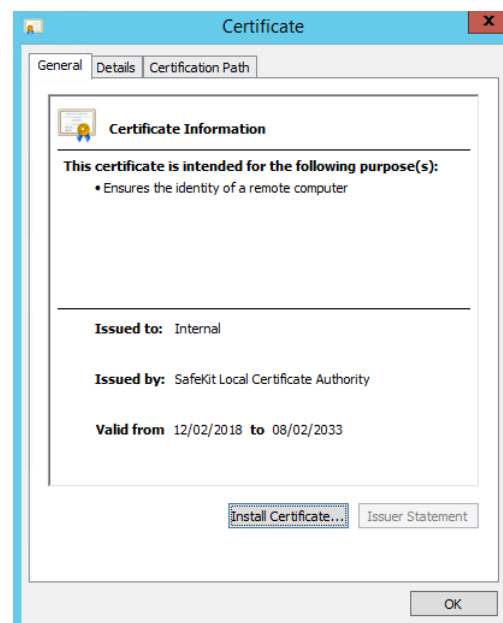 Certificate
X
General Details Certification Path
Certificate Information
This certificate is intended for the following purpose(s):
• Ensures the identity of a remote computer
Issued to: Internal
Issued by: SafeKit Local Certificate Authority
Valid from 12/02/2018 to 08/02/2033
Install Certificate... Issuer Statement
OK